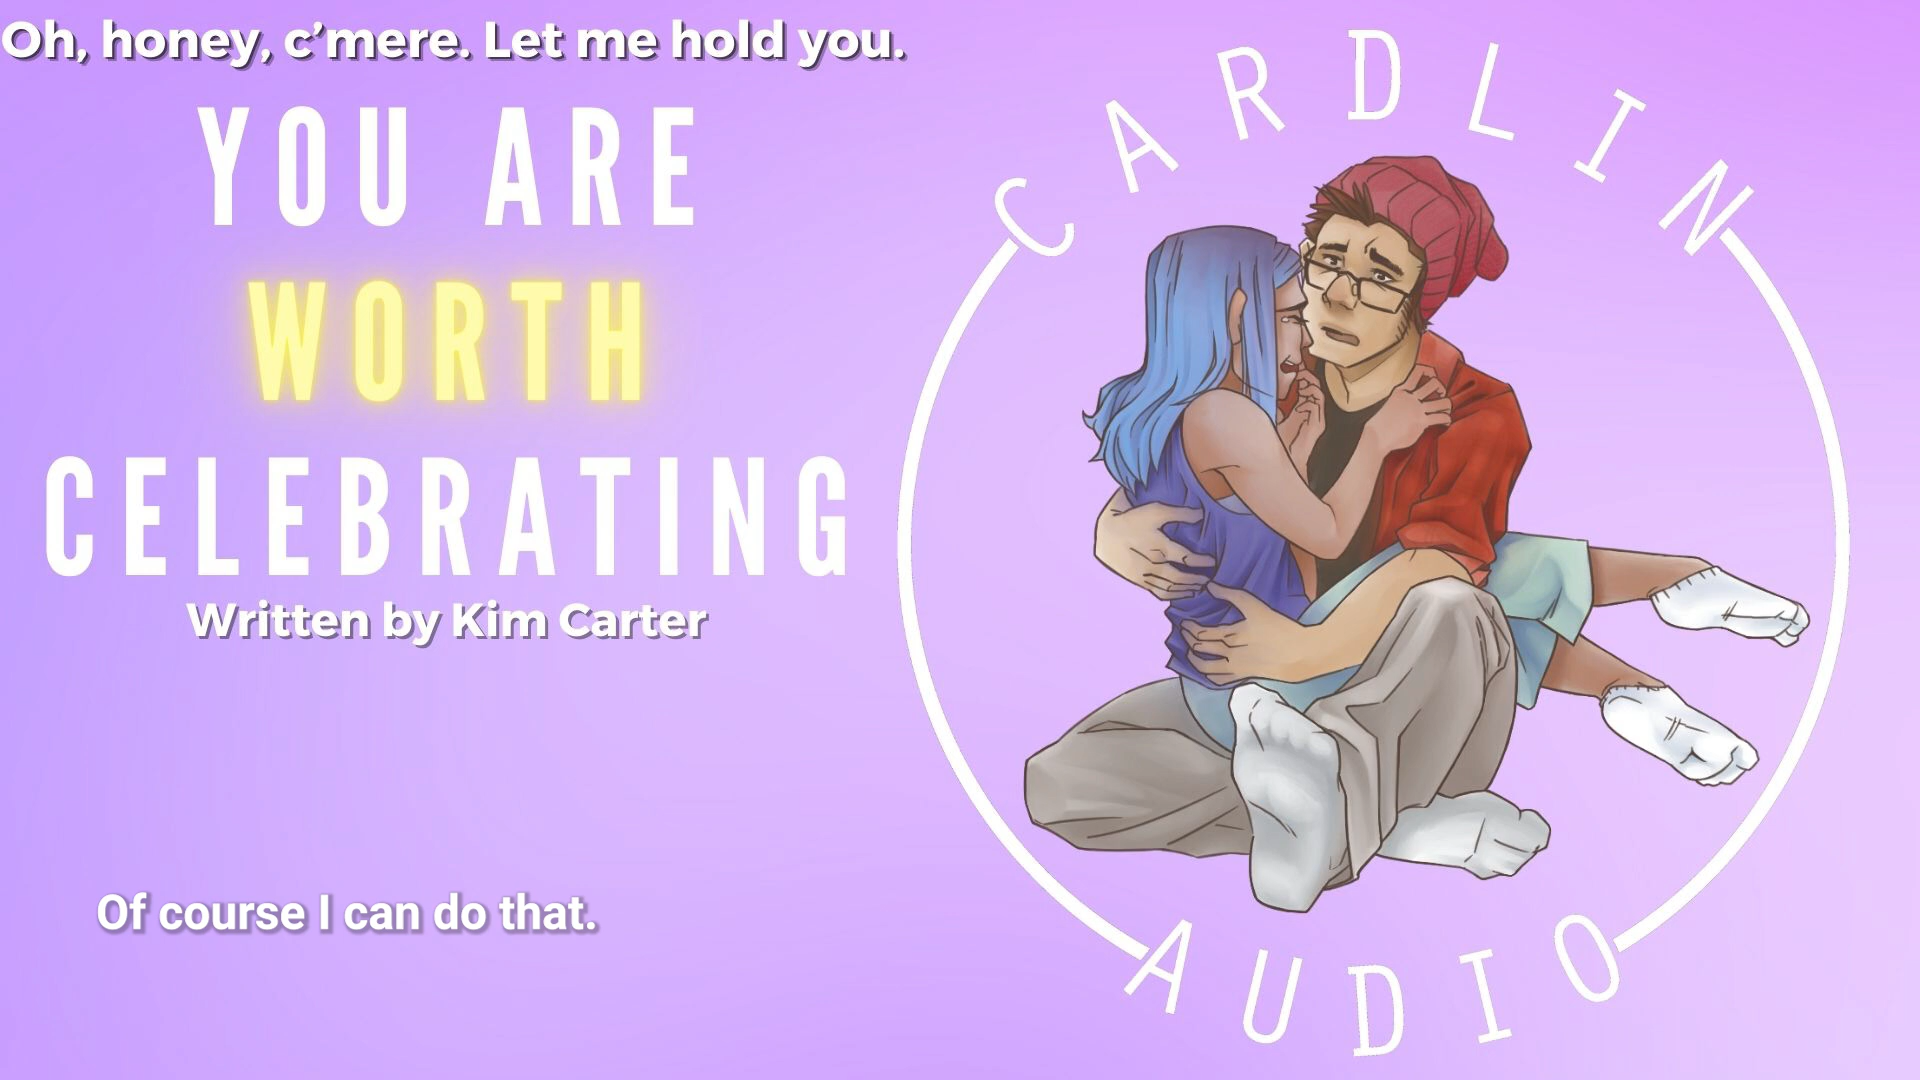 Oh, honey, c’mere. Let me hold you.
YOU ARE
WORTH
CELEBRATING
Written by Kim Carter
Of course I can do that.
CARDLIN
AUDIO